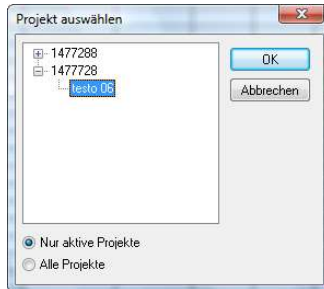 Projekt auswählen
1477288
1477728
testo 06
OK
Abbrechen
Nur aktive Projekte
Alle Projekte